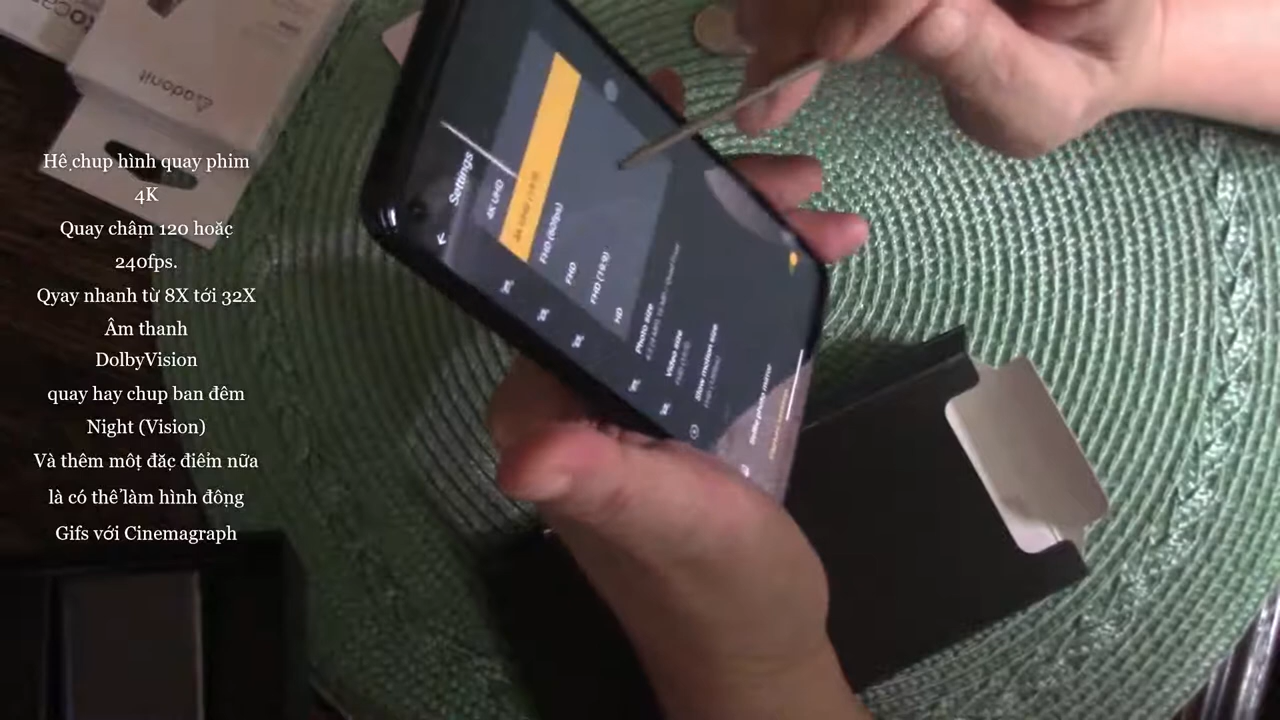 Hệ chụp hình quay phim
4K
Quay chậm 120 hoặc
240fps.
Qyay nhanh từ 8X tới 32X
Âm thanh
DolbyVision
quay hay chụp ban đêm
Night (Vision)
Và thêm một đặc điểm nữa
là có thể làm hình động
Gifs với Cinemagraph
adonit
Settings
4K UHD
FHD (60fps)
FHD
FHD (18:9)
HD
Photo size
Video size
Slow motion size